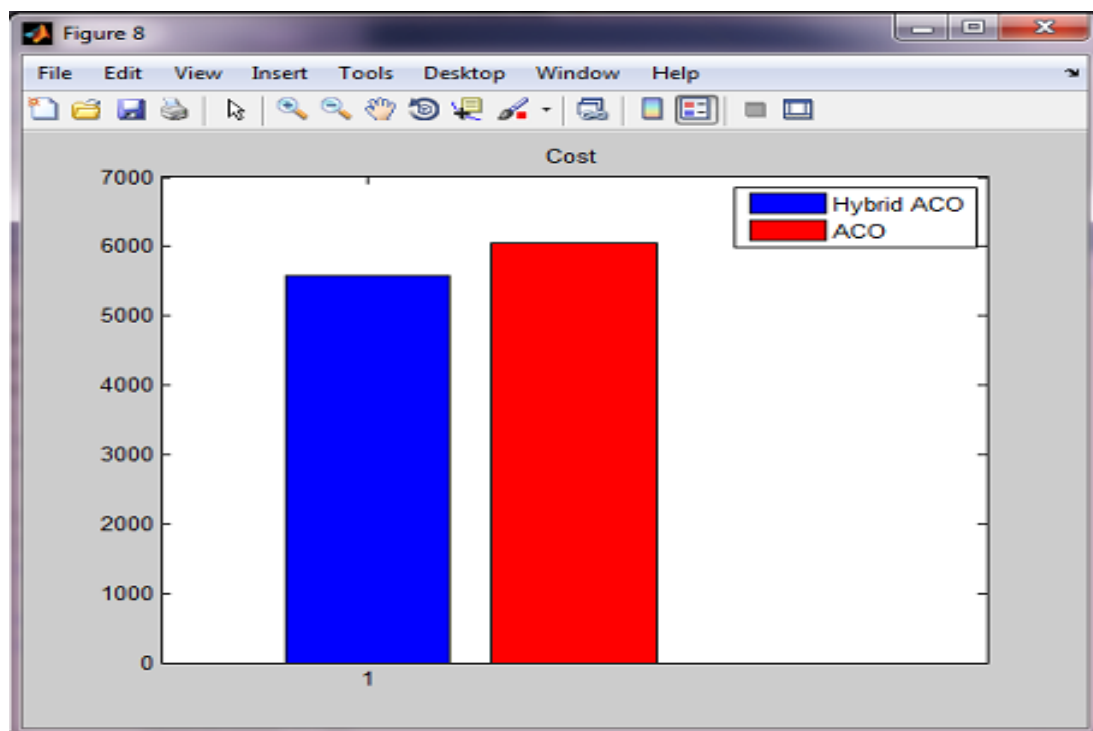 Figure 8
File Edit View Insert Tools Desktop Window Help
Cost
7000
Hybrid ACO
ACO
6000
5000
4000
3000
2000
1000
0
1